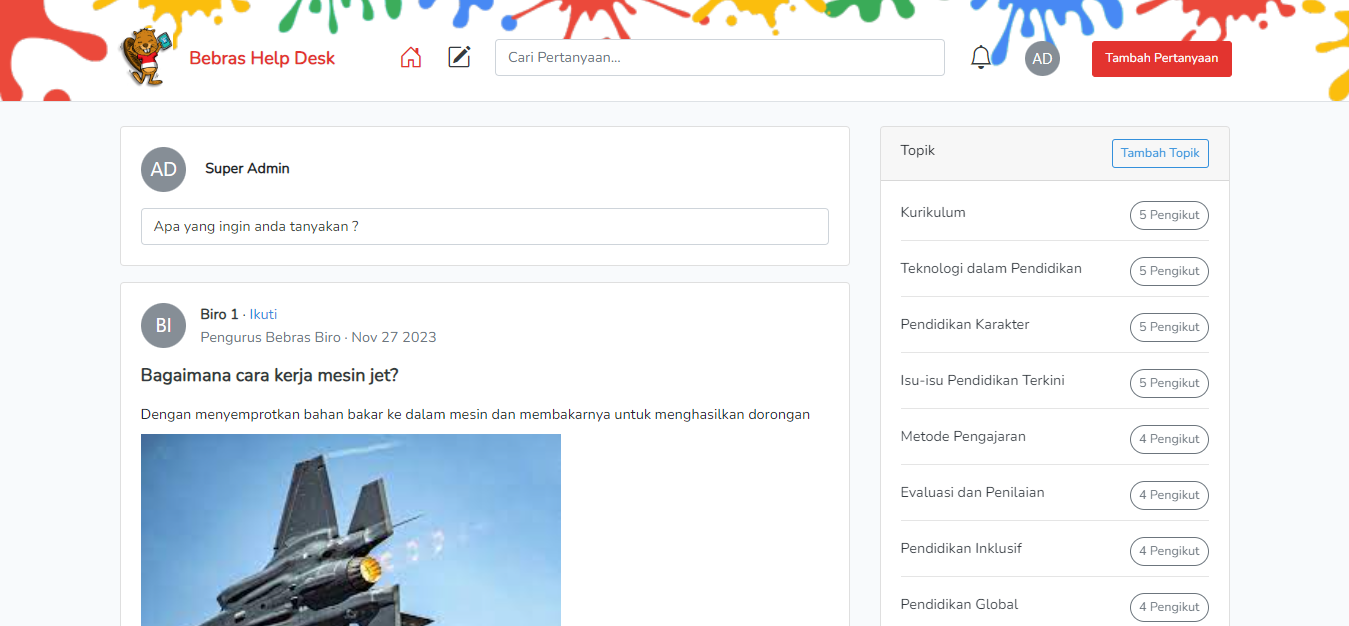 Bebras Help Desk
Cari Pertanyaan...
AD
Tambah Pertanyaan
AD
Super Admin
Apa yang ingin anda tanyakan ?
BI
Biro 1 · Ikuti
Pengurus Bebras Biro · Nov 27 2023
Bagaimana cara kerja mesin jet?
Dengan menyemprotkan bahan bakar ke dalam mesin dan membakarnya untuk menghasilkan dorongan
Topik
Tambah Topik
Kurikulum
5 Pengikut
Teknologi dalam Pendidikan
5 Pengikut
Pendidikan Karakter
5 Pengikut
Isu-isu Pendidikan Terkini
5 Pengikut
Metode Pengajaran
4 Pengikut
Evaluasi dan Penilaian
4 Pengikut
Pendidikan Inklusif
4 Pengikut
Pendidikan Global
4 Pengikut